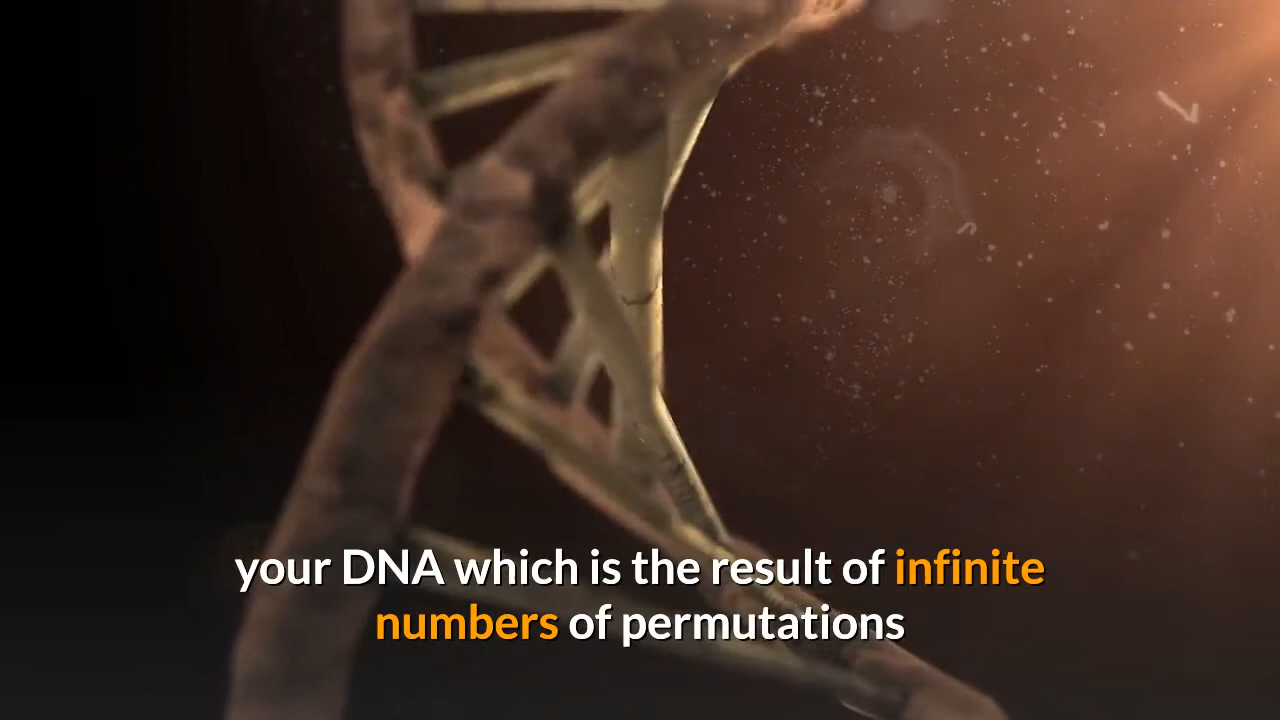 your DNA which is the result of infinite
numbers of permutations